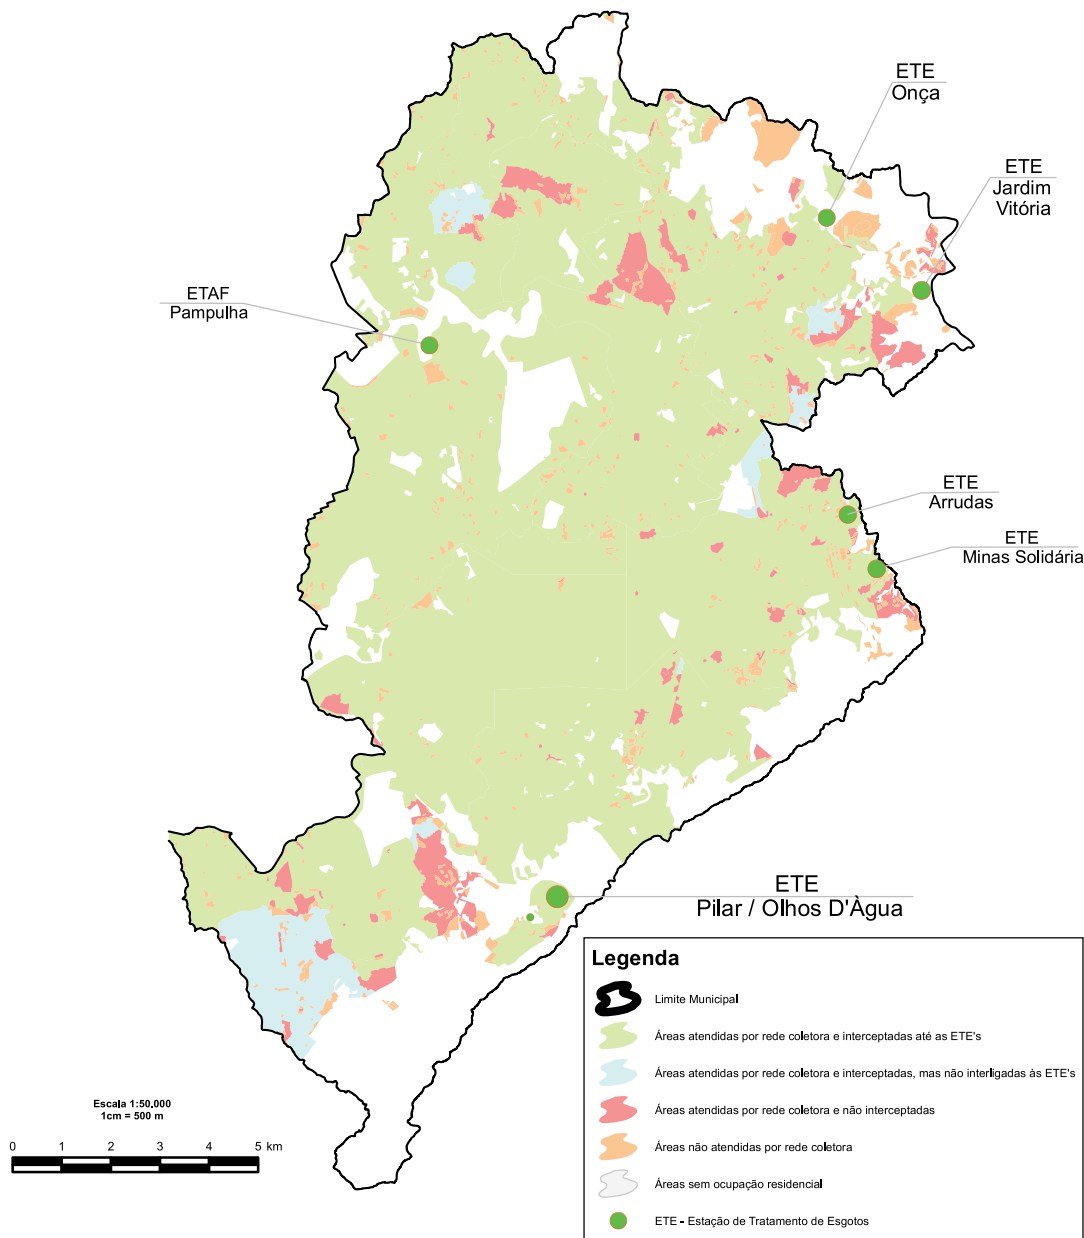 ETE
Onça
ETE
Jardim
Vitória
ETAF
Pampulha
ETE
Arrudas
ETE
Minas Solidária
ETE
Pilar / Olhos D'Àgua
Legenda
Limite Municipal
Áreas atendidas por rede coletora e interceptadas até as ETE's
Áreas atendidas por rede coletora e interceptadas, mas não interligadas às ETE's
Áreas atendidas por rede coletora e não interceptadas
Áreas não atendidas por rede coletora
Áreas sem ocupação residencial
ETE - Estação de Tratamento de Esgotos
Escala 1:50,000
1cm = 500 m
0 1 2 3 4 5 km